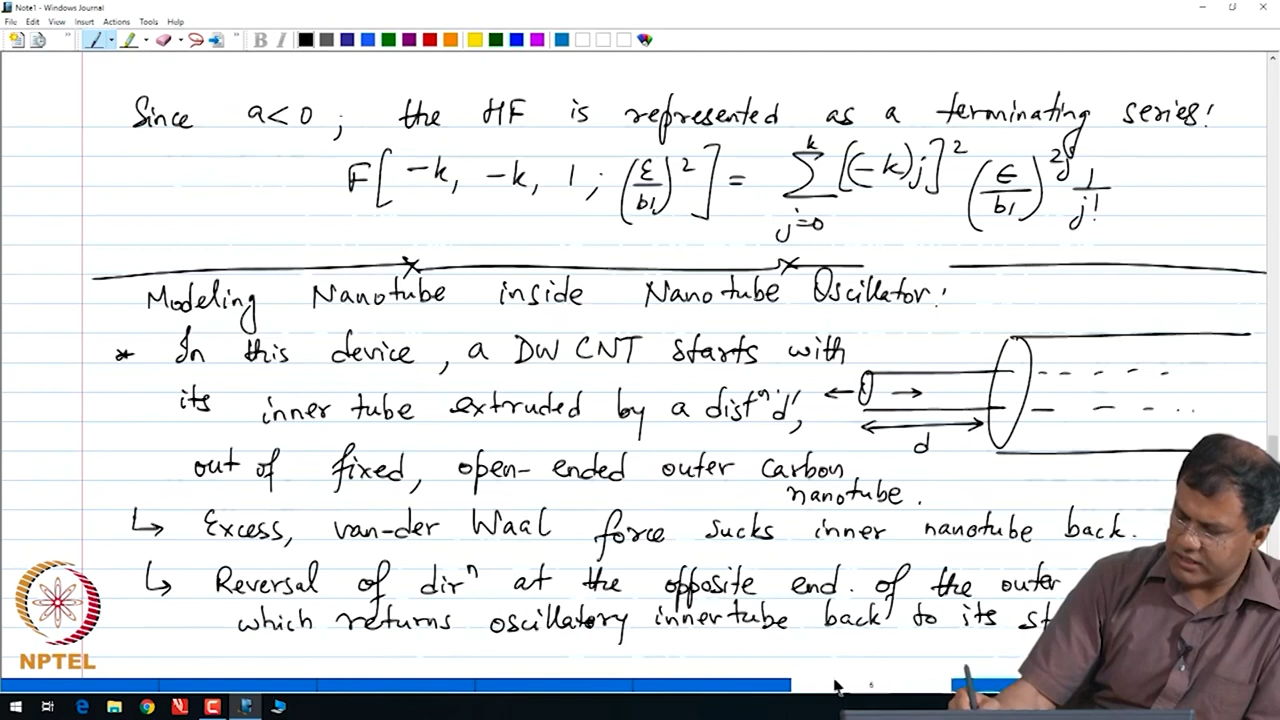 Note1 - Windows Journal
File Edit View Insert Actions Tools Help
B I
Since a<0 ; the HF is represented as a terminating series!
F[ -k, -k, 1 ; (ε/b1)^2 ] = Σ_{j=0}^{k} [(-k)j]^2 (ε/b1)^{2j} 1/j!
Modeling Nanotube inside Nanotube Oscillator!
* In this device, a DWCNT starts with
its inner tube extruded by a distⁿ 'd',
out of fixed, open-ended outer carbon
nanotube.
d
↳ Excess, van-der Waal force sucks inner nanotube back.
↳ Reversal of dirⁿ at the opposite end. of the outer
which returns oscillatory innertube back to its st
NPTEL
6